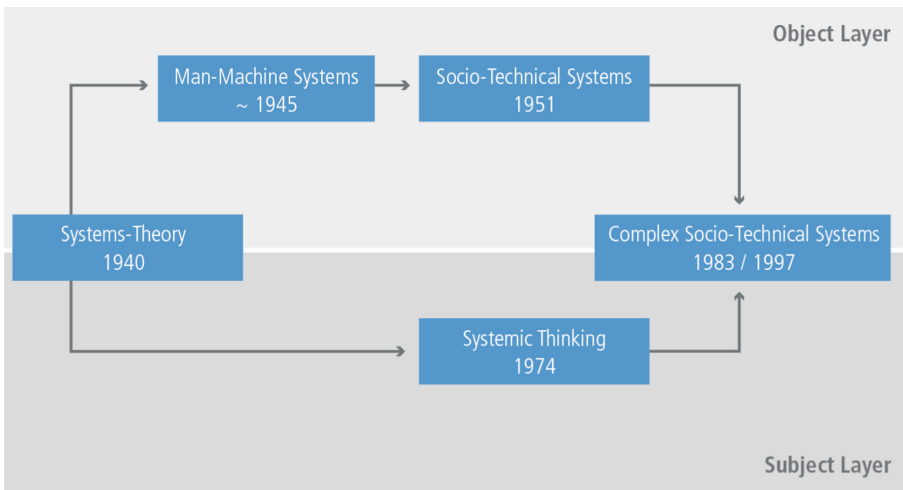 Object Layer
Man-Machine Systems
~ 1945
Socio-Technical Systems
1951
Systems-Theory
1940
Complex Socio-Technical Systems
1983 / 1997
Systemic Thinking
1974
Subject Layer